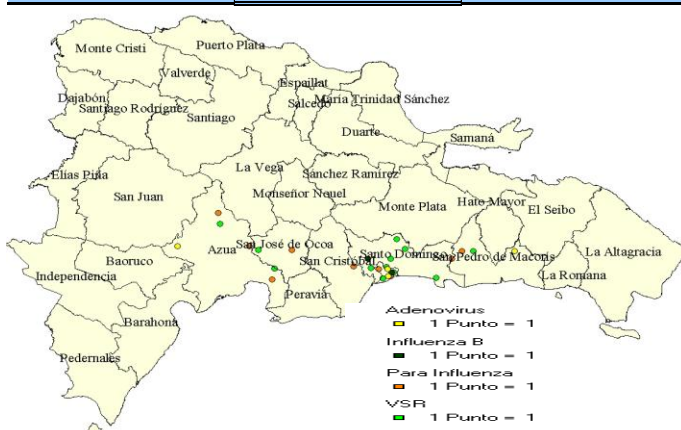 Puerto Plata
Monte Cristi
Valverde
Espaillat
Dajabón
Santiago Rodríguez
Salcedo
María Trinidad Sánchez
Santiago
Duarte
Samaná
Elías Piña
La Vega
Sánchez Ramírez
San Juan
Monseñor Nouel
Monte Plata
Hato Mayor
El Seibo
Azua
San José de Ocoa
Baoruco
San Cristóbal
Santo Domingo
San Pedro de Macorís
La Altagracia
Independencia
La Romana
Peravia
Barahona
Pedernales
Adenovirus
1 Punto = 1
Influenza B
1 Punto = 1
Para Influenza
1 Punto = 1
VSR
1 Punto = 1